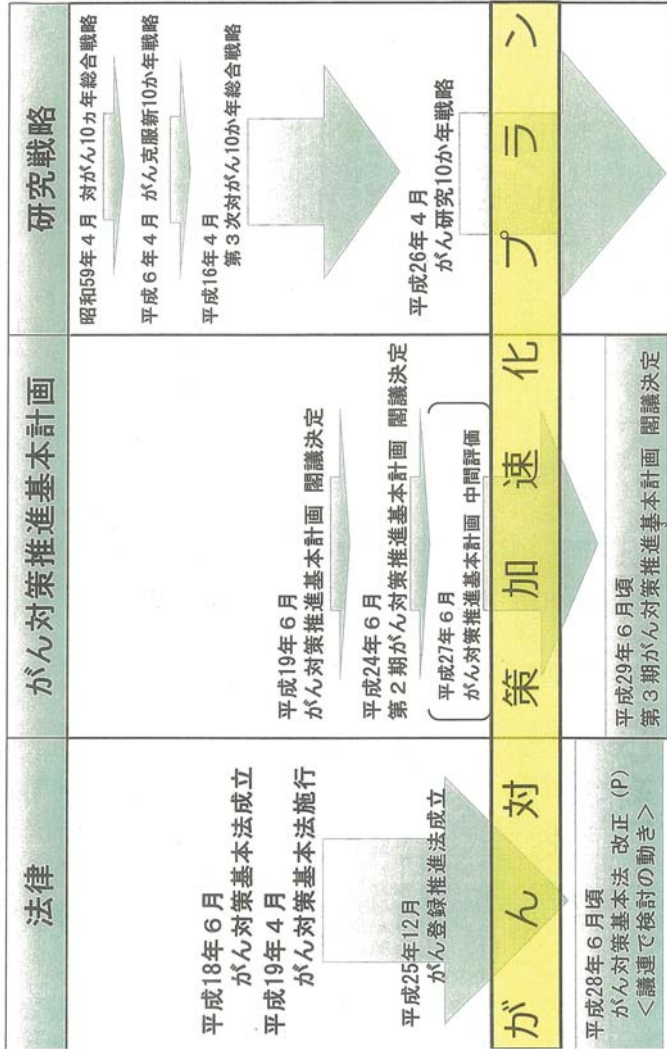 法律
平成18年６月
がん対策基本法成立
平成19年４月
がん対策基本法施行
平成25年12月
がん登録推進法成立
平成28年６月頃
がん対策基本法 改正 (P)
＜議連で検討の動き＞
がん対策推進基本計画
平成19年６月
がん対策推進基本計画 閣議決定
平成24年６月
第２期がん対策推進基本計画 閣議決定
平成27年６月
がん対策推進基本計画 中間評価
平成29年６月頃
第３期がん対策推進基本計画 閣議決定
研究戦略
昭和59年４月 対がん10ヵ年総合戦略
平成６年４月 がん克服新10か年戦略
平成16年４月
第３次対がん10か年総合戦略
平成26年４月
がん研究10か年戦略
がん対策加速化プラン